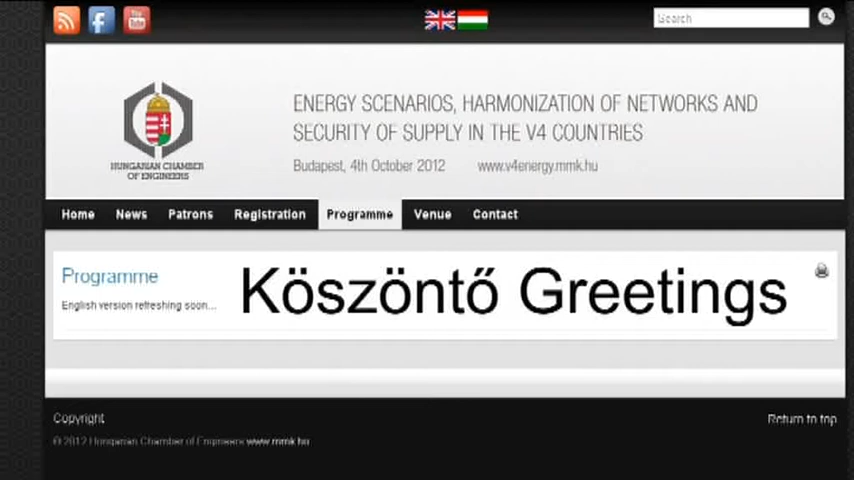 You Tube
Search
HUNGARIAN CHAMBER
OF ENGINEERS
ENERGY SCENARIOS, HARMONIZATION OF NETWORKS AND
SECURITY OF SUPPLY IN THE V4 COUNTRIES
Budapest, 4th October 2012 www.v4energy.mmk.hu
Home News Patrons Registration Programme Venue Contact
Programme
English version refreshing soon...
Köszöntő Greetings
Copyright
Return to top
© 2012 Hungarian Chamber of Engineers www.mmk.hu